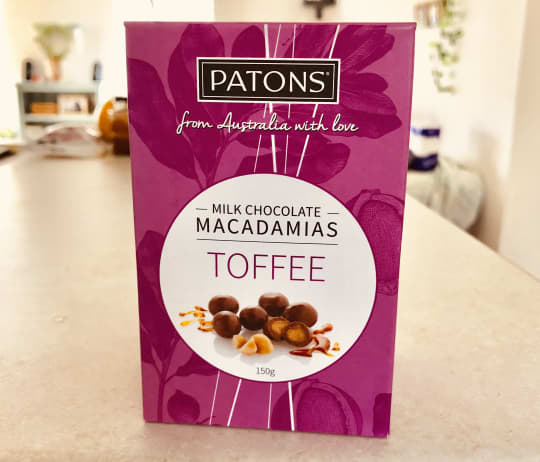 PATONS®
from Australia with love
MILK CHOCOLATE
MACADAMIAS
TOFFEE
150g